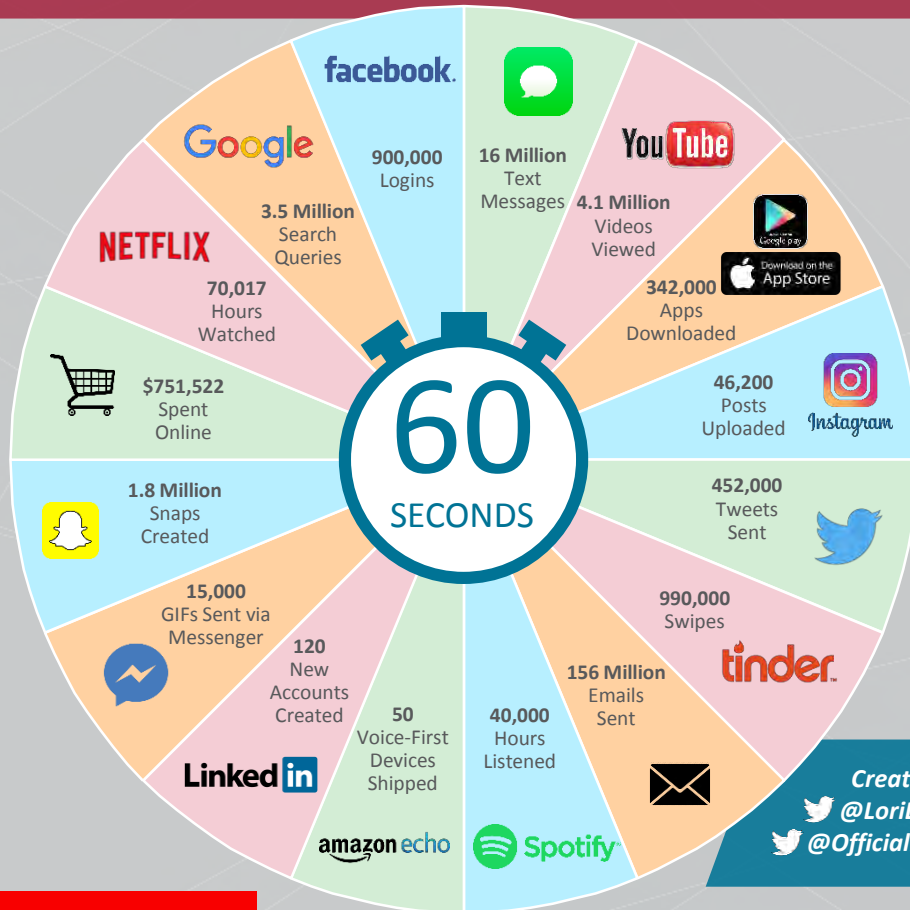 facebook.
900,000
Logins
16 Million
Text
Messages
You Tube
4.1 Million
Videos
Viewed
Google play
Download on the
App Store
342,000
Apps
Downloaded
46,200
Posts
Uploaded
Instagram
452,000
Tweets
Sent
990,000
Swipes
tinder
156 Million
Emails
Sent
40,000
Hours
Listened
Spotify
50
Voice-First
Devices
Shipped
amazon echo
120
New
Accounts
Created
Linked in
15,000
GIFs Sent via
Messenger
1.8 Million
Snaps
Created
$751,522
Spent
Online
NETFLIX
70,017
Hours
Watched
Google
3.5 Million
Search
Queries
60
SECONDS